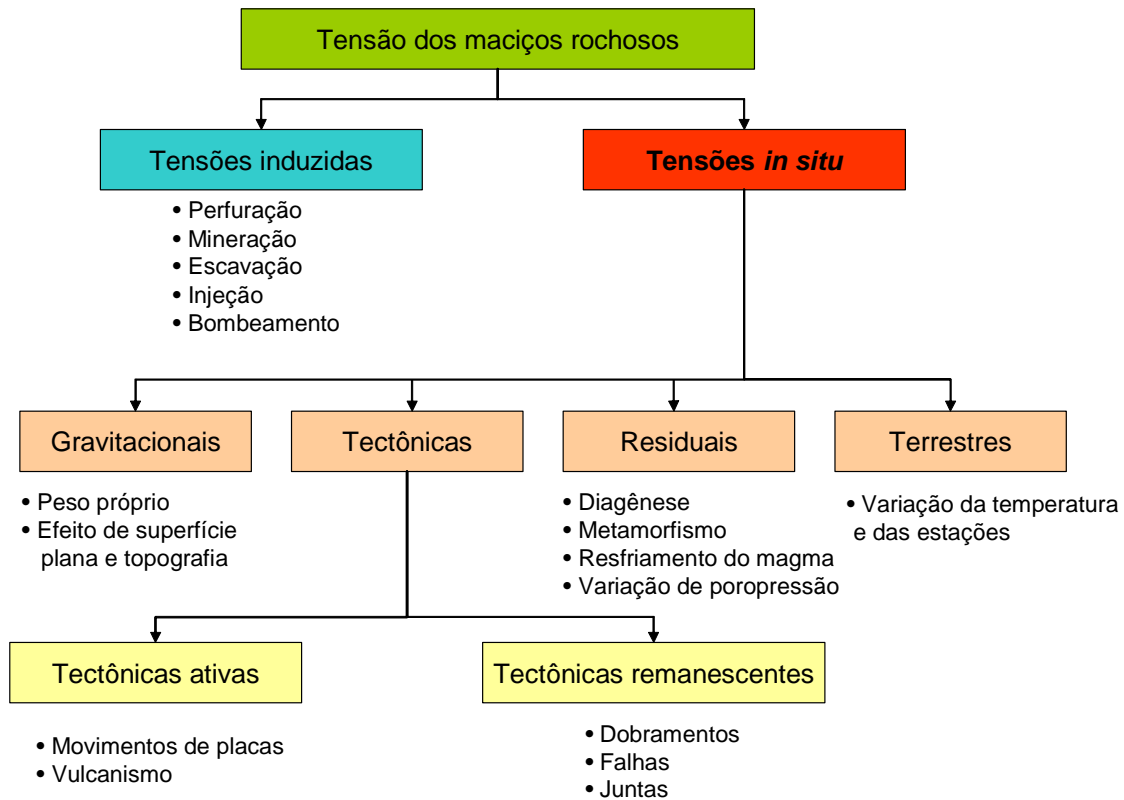 Tensão dos maciços rochosos
Tensões induzidas
• Perfuração
• Mineração
• Escavação
• Injeção
• Bombeamento
Tensões in situ
Gravitacionais
• Peso próprio
• Efeito de superfície
plana e topografia
Tectônicas
Residuais
• Diagênese
• Metamorfismo
• Resfriamento do magma
• Variação de poropressão
Terrestres
• Variação da temperatura
e das estações
Tectônicas ativas
• Movimentos de placas
• Vulcanismo
Tectônicas remanescentes
• Dobramentos
• Falhas
• Juntas